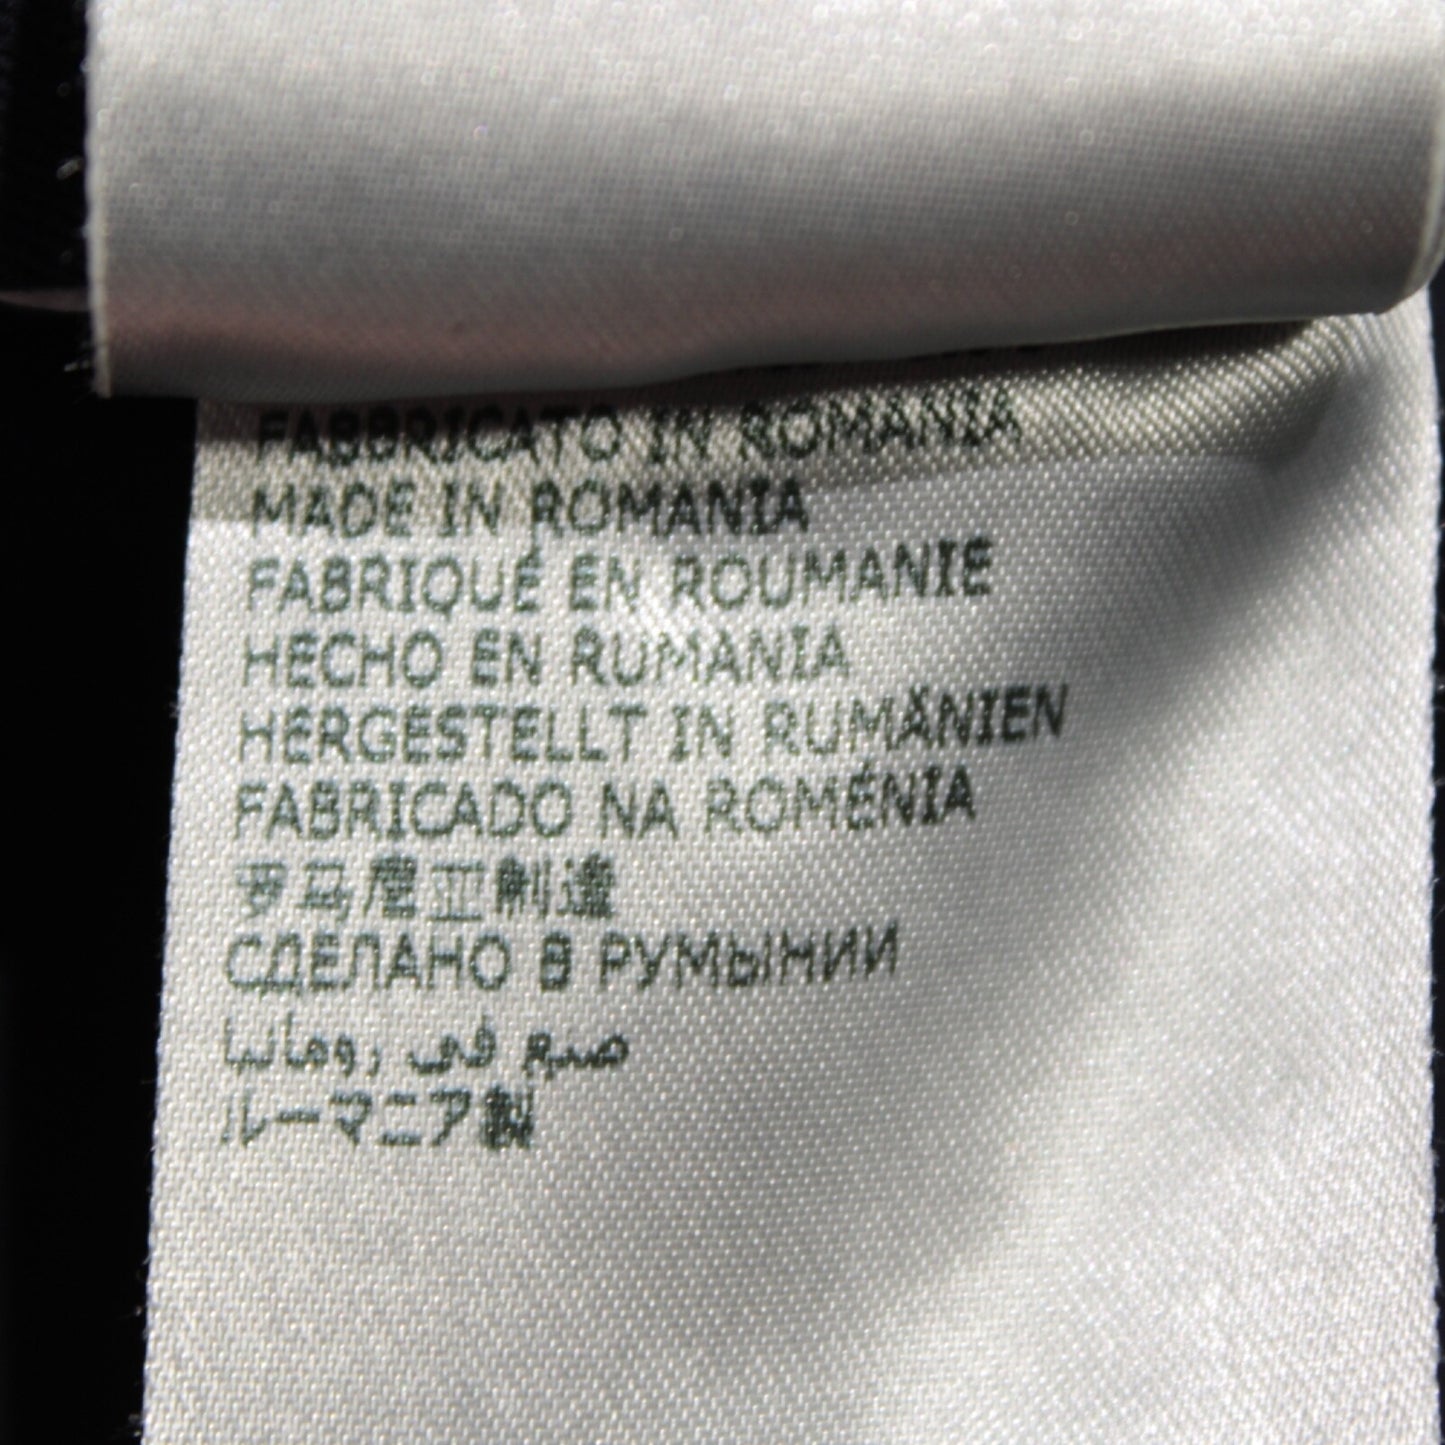 FABBRICATO IN ROMANIA
MADE IN ROMANIA
FABRIQUÉ EN ROUMANIE
HECHO EN RUMANIA
HERGESTELLT IN RUMÄNIEN
FABRICADO NA ROMÉNIA
罗马尼亚制造
СДЕЛАНО В РУМЫНИИ
صنع في رومانيا
ルーマニア製